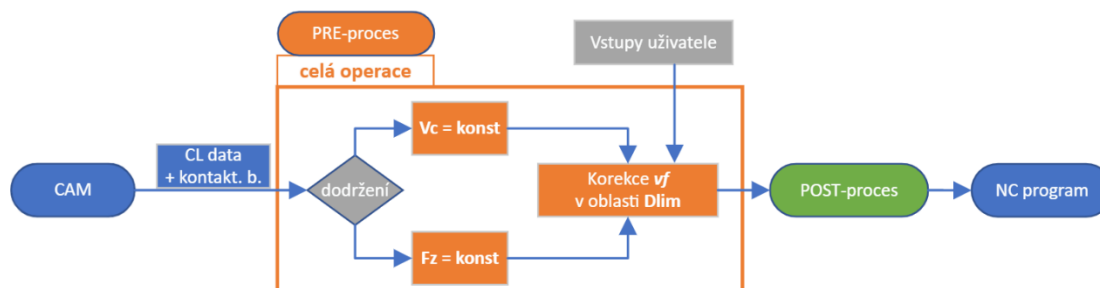 PRE-proces
celá operace
Vstupy uživatele
Vc = konst
CL data
+ kontakt. b.
CAM
dodržení
Korekce vf
v oblasti Dlim
POST-proces
NC program
Fz = konst